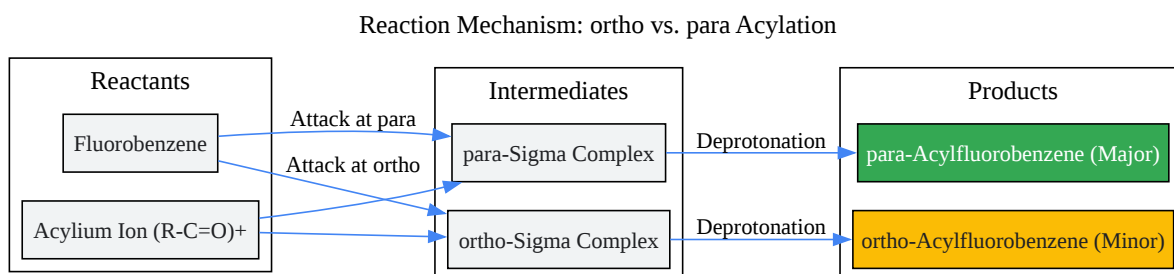 Reaction Mechanism: ortho vs. para Acylation
Reactants
Fluorobenzene
Acylium Ion (R-C=O)+
Attack at para
Attack at ortho
Intermediates
para-Sigma Complex
ortho-Sigma Complex
Deprotonation
Deprotonation
Products
para-Acylfluorobenzene (Major)
ortho-Acylfluorobenzene (Minor)